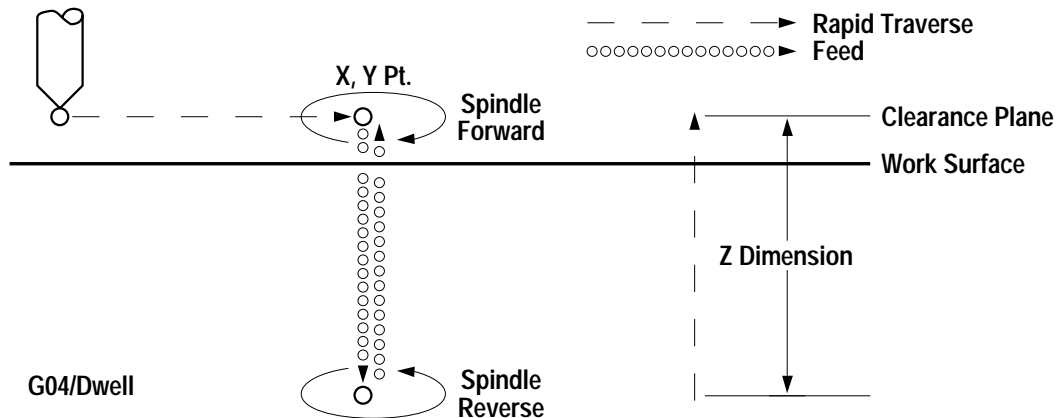 Rapid Traverse
Feed
X, Y Pt.
Spindle
Forward
Clearance Plane
Work Surface
Z Dimension
G04/Dwell
Spindle
Reverse